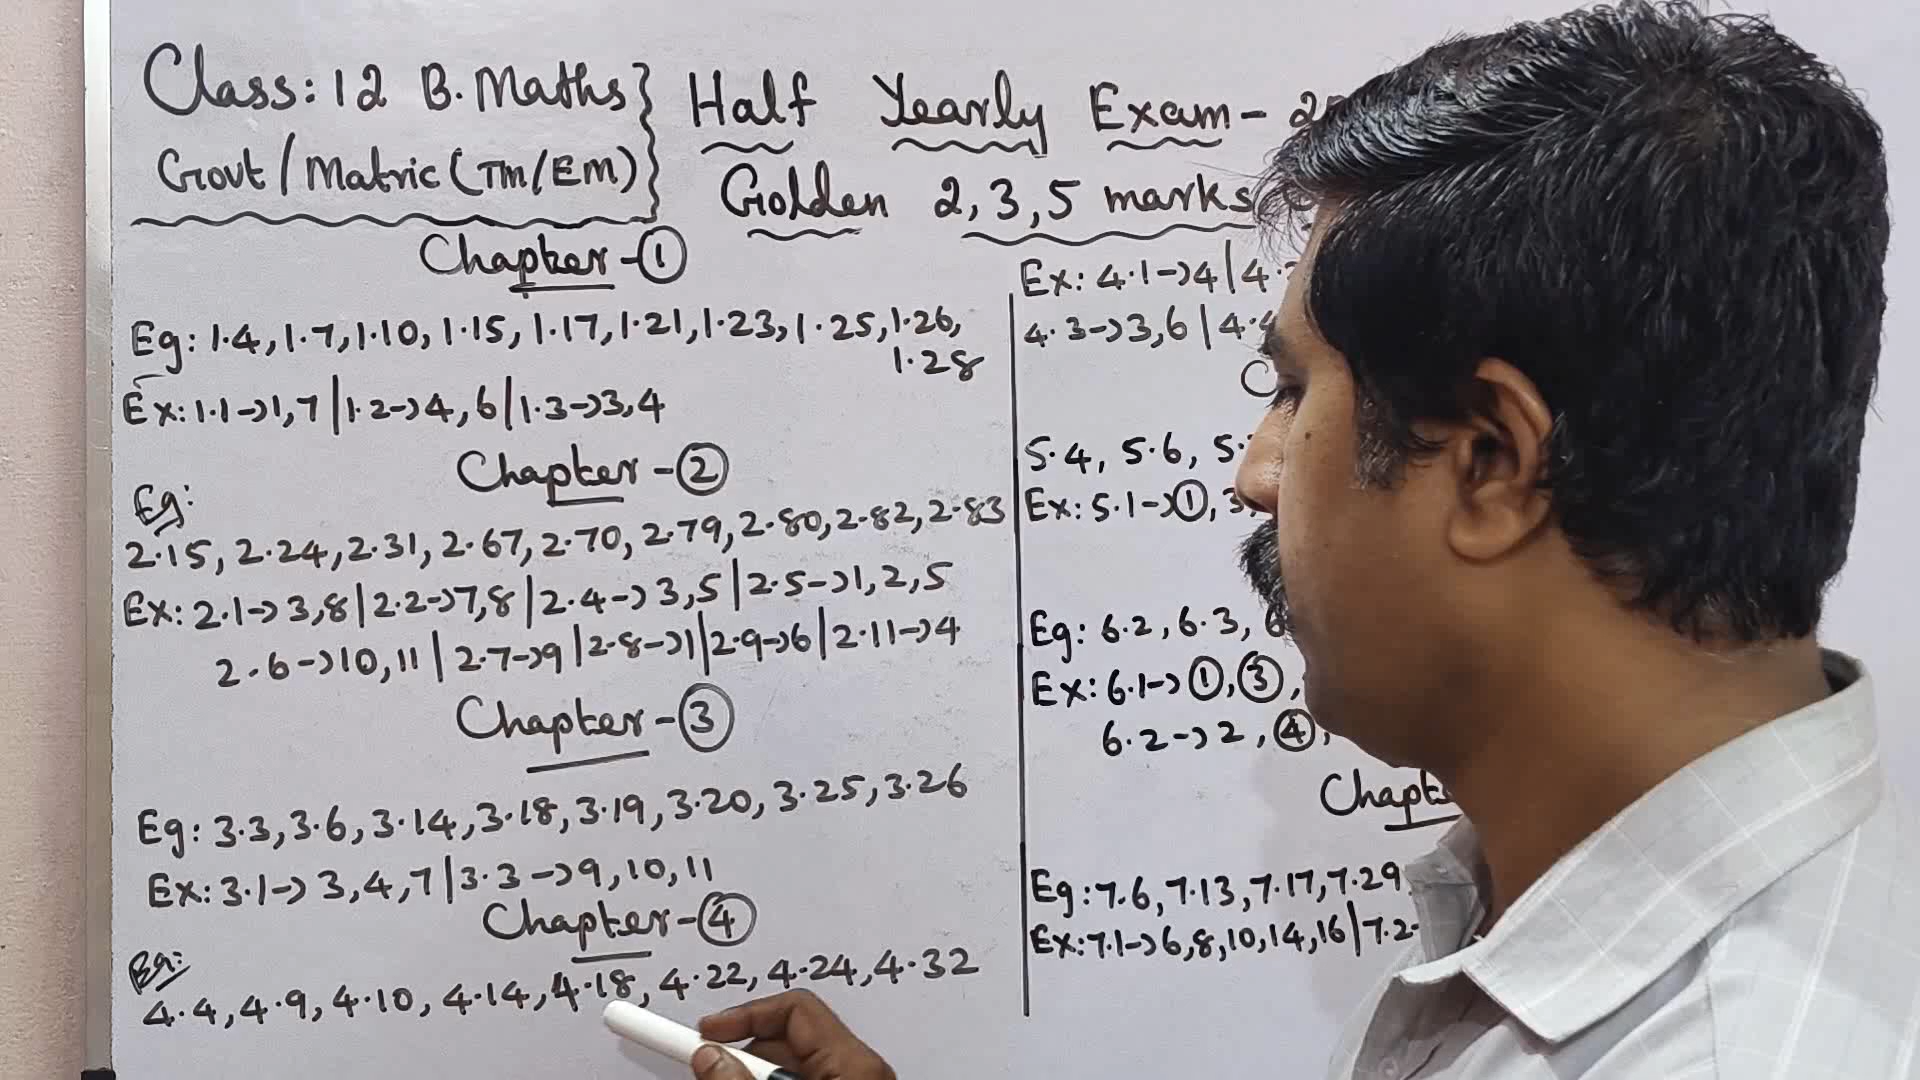 Class: 12 B. Maths } Half Yearly Exam -
Govt / Matric (TM/EM) } Golden 2, 3, 5 marks
Chapter - ①
Eg: 1.4, 1.7, 1.10, 1.15, 1.17, 1.21, 1.23, 1.25, 1.26,
1.28
Ex: 1.1→1, 7 | 1.2→4, 6 | 1.3→3, 4
Chapter - ②
Eg:
2.15, 2.24, 2.31, 2.67, 2.70, 2.79, 2.80, 2.82, 2.83
Ex: 2.1→3, 8 | 2.2→7, 8 | 2.4→3, 5 | 2.5→1, 2, 5
2.6→10, 11 | 2.7→9 | 2.8→1 | 2.9→6 | 2.11→4
Chapter - ③
Eg: 3.3, 3.6, 3.14, 3.18, 3.19, 3.20, 3.25, 3.26
Ex: 3.1→3, 4, 7 | 3.3→9, 10, 11
Chapter - ④
Eg:
4.4, 4.9, 4.10, 4.14, 4.18, 4.22, 4.24, 4.32
Ex: 4.1→4 |
4.3→3, 6 |
5.4, 5.6,
Ex: 5.1→①,
Eg: 6.2, 6.3,
Ex: 6.1→①, ③,
6.2→2, ④,
Eg: 7.6, 7.13, 7.17, 7.29
Ex: 7.1→6, 8, 10, 14, 16 | 7.2